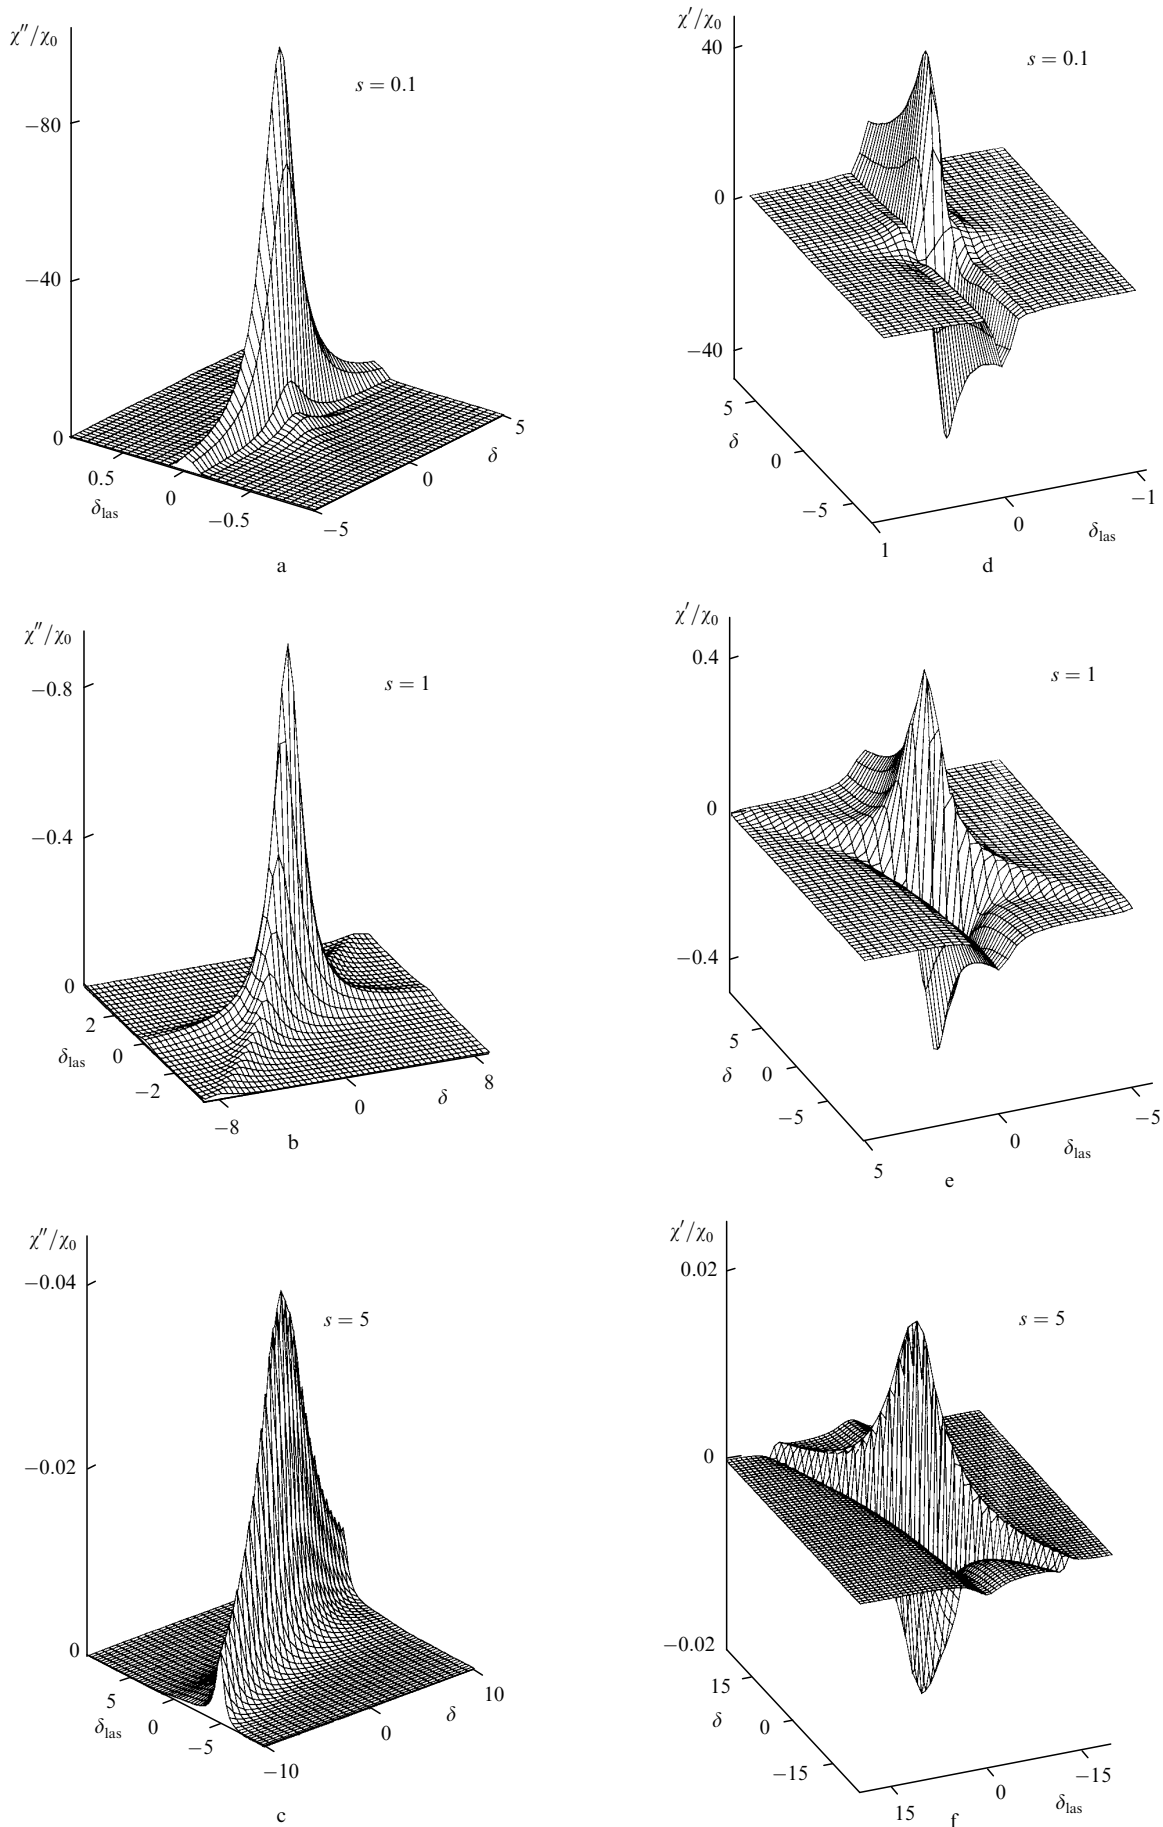 χ″/χ₀
s = 0.1
−80
−40
0
0.5
0
−0.5
δ_las
5
0
−5
δ
a
χ′/χ₀
s = 0.1
40
0
−40
5
0
−5
δ
1
0
−1
δ_las
d
χ″/χ₀
s = 1
−0.8
−0.4
0
2
0
−2
δ_las
−8
0
8
δ
b
χ′/χ₀
s = 1
0.4
0
−0.4
5
0
−5
δ
5
0
−5
δ_las
e
χ″/χ₀
s = 5
−0.04
−0.02
0
5
0
−5
δ_las
10
0
−10
δ
c
χ′/χ₀
s = 5
0.02
0
−0.02
15
0
−15
δ
15
0
−15
δ_las
f